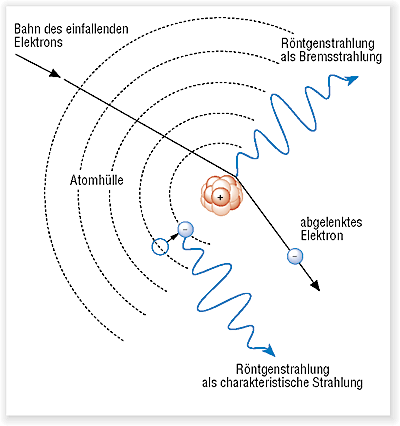 Bahn des einfallenden
Elektrons
Röntgenstrahlung
als Bremsstrahlung
Atomhülle
+
abgelenktes
Elektron
-
-
Röntgenstrahlung
als charakteristische Strahlung